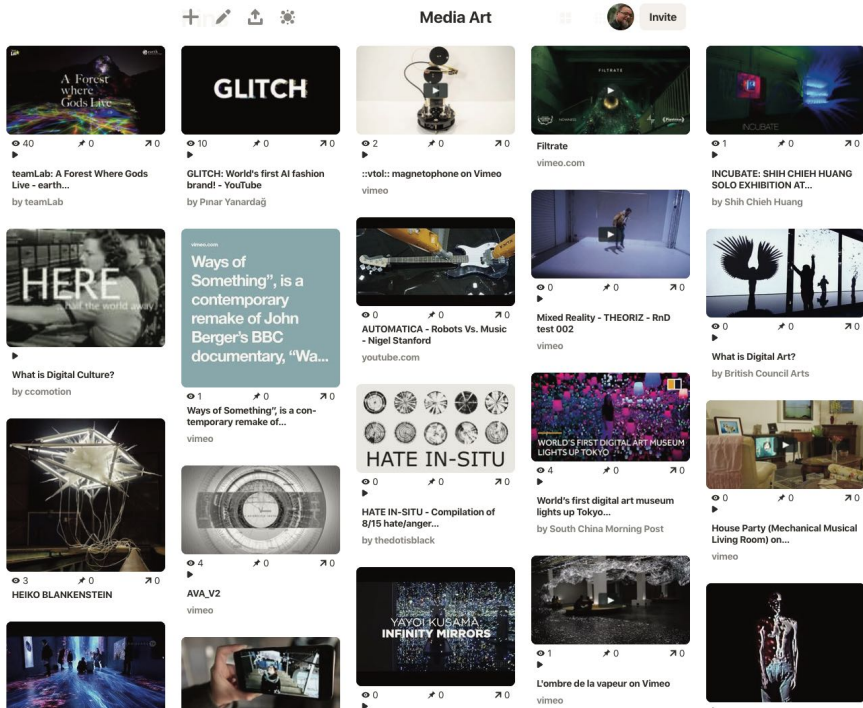 Media Art
Invite
A Forest
where
Gods Live
40
0
0
teamLab: A Forest Where Gods
Live - earth...
by teamLab
HERE
half the world away
What is Digital Culture?
by ccomotion
3
0
0
HEIKO BLANKENSTEIN
GLITCH
10
0
0
GLITCH: World's first AI fashion
brand! - YouTube
by Pınar Yanardağ
vimeo.com
Ways of
Something”, is a
contemporary
remake of John
Berger’s BBC
documentary, “Wa...
1
0
0
Ways of Something”, is a con-
temporary remake of...
vimeo
4
0
0
AVA_V2
vimeo
2
0
0
::vtol:: magnetophone on Vimeo
vimeo
0
0
0
AUTOMATICA - Robots Vs. Music
- Nigel Stanford
youtube.com
HATE IN-SITU
0
0
0
HATE IN-SITU - Compilation of
8/15 hate/anger...
by thedotisblack
YAYOI KUSAMA
INFINITY MIRRORS
0
0
0
FILTRATE
Filtrate
vimeo.com
0
0
0
Mixed Reality - THEORIZ - RnD
test 002
vimeo
WORLD'S FIRST DIGITAL ART MUSEUM
LIGHTS UP TOKYO
4
0
0
World’s first digital art museum
lights up Tokyo...
by South China Morning Post
1
0
0
L'ombre de la vapeur on Vimeo
vimeo
INCUBATE
1
0
0
INCUBATE: SHIH CHIEH HUANG
SOLO EXHIBITION AT...
by Shih Chieh Huang
0
0
0
What is Digital Art?
by British Council Arts
0
0
0
House Party (Mechanical Musical
Living Room) on...
vimeo